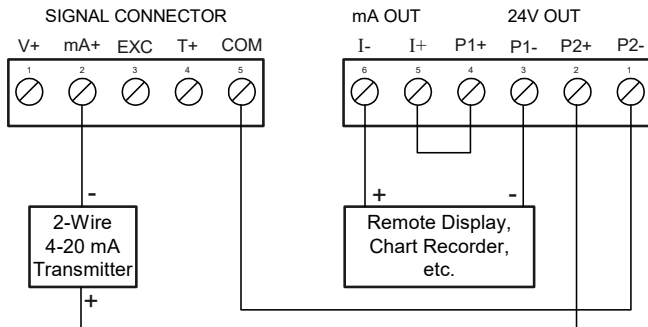 SIGNAL CONNECTOR
mA OUT 24V OUT
V+ mA+ EXC T+ COM
I- I+ P1+ P1- P2+ P2-
1 2 3 4 5
6 5 4 3 2 1
-
+ -
2-Wire
4-20 mA
Transmitter
Remote Display,
Chart Recorder,
etc.
+